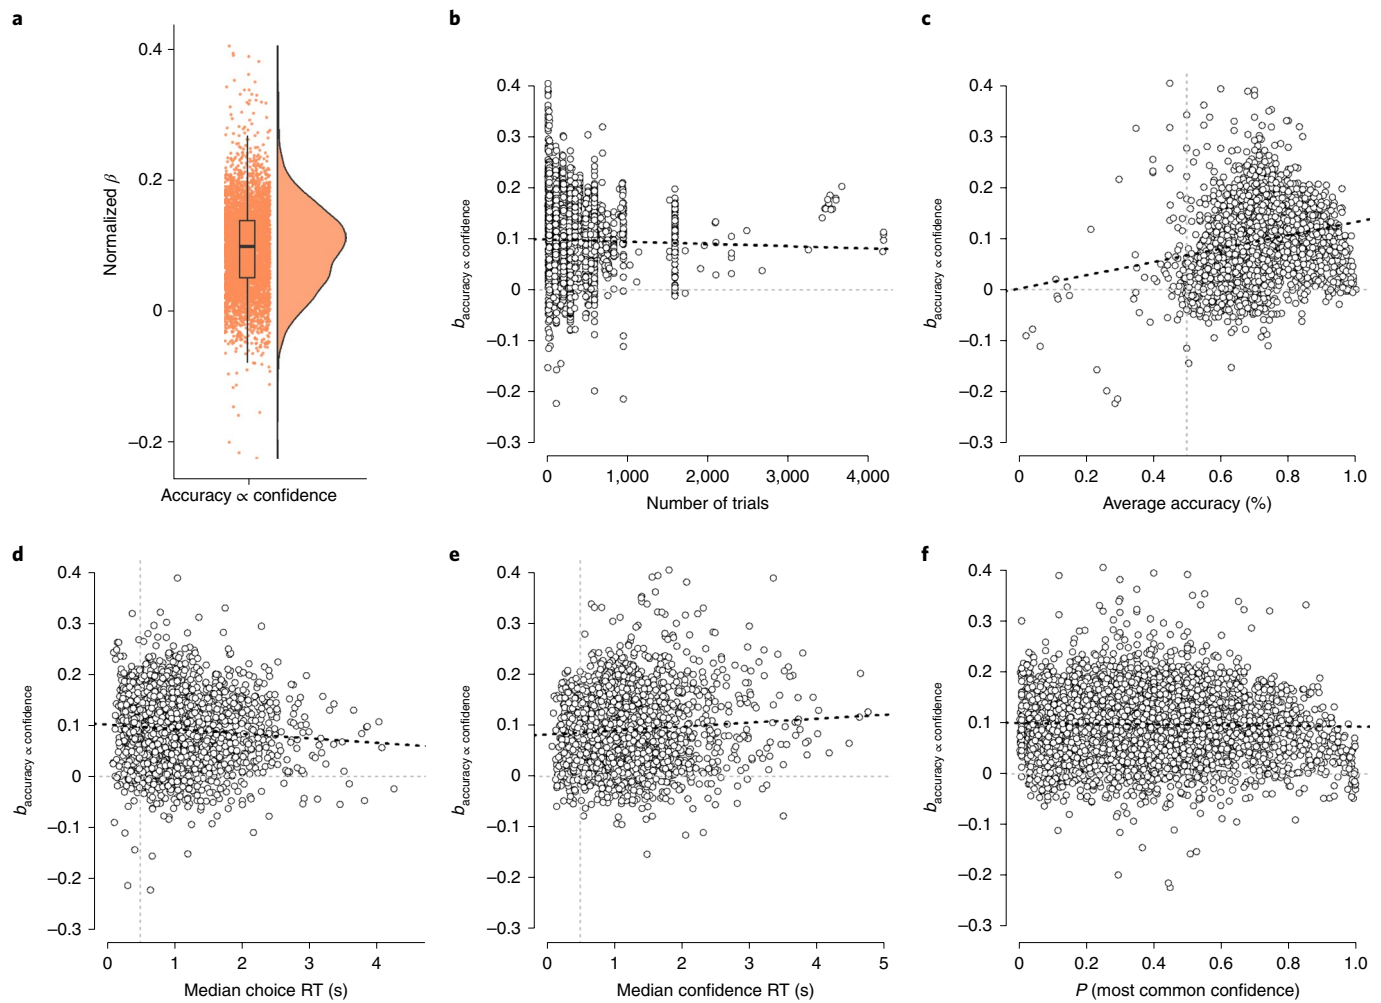 a
0.4
0.2
0
–0.2
Normalized β
Accuracy ∝ confidence
b
0.4
0.3
0.2
0.1
0
–0.1
–0.2
–0.3
b accuracy ∝ confidence
0 1,000 2,000 3,000 4,000
Number of trials
c
0.4
0.3
0.2
0.1
0
–0.1
–0.2
–0.3
b accuracy ∝ confidence
0 0.2 0.4 0.6 0.8 1.0
Average accuracy (%)
d
0.4
0.3
0.2
0.1
0
–0.1
–0.2
–0.3
b accuracy ∝ confidence
0 1 2 3 4
Median choice RT (s)
e
0.4
0.3
0.2
0.1
0
–0.1
–0.2
–0.3
b accuracy ∝ confidence
0 1 2 3 4 5
Median confidence RT (s)
f
0.4
0.3
0.2
0.1
0
–0.1
–0.2
–0.3
b accuracy ∝ confidence
0 0.2 0.4 0.6 0.8 1.0
P (most common confidence)